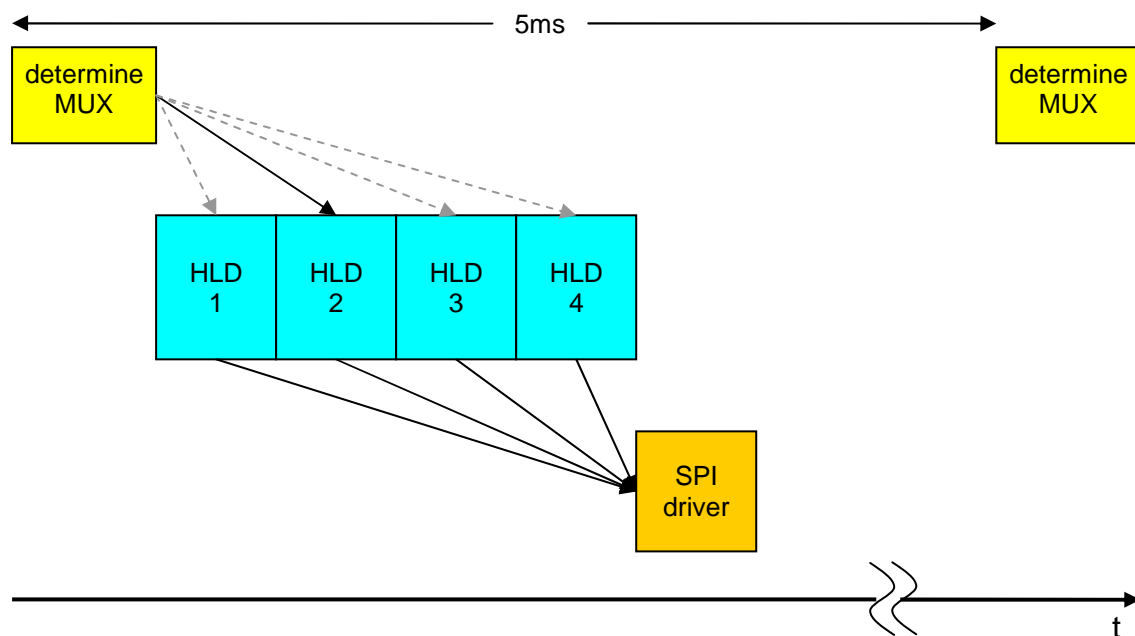 5ms
determine
MUX
determine
MUX
HLD
1
HLD
2
HLD
3
HLD
4
SPI
driver
t